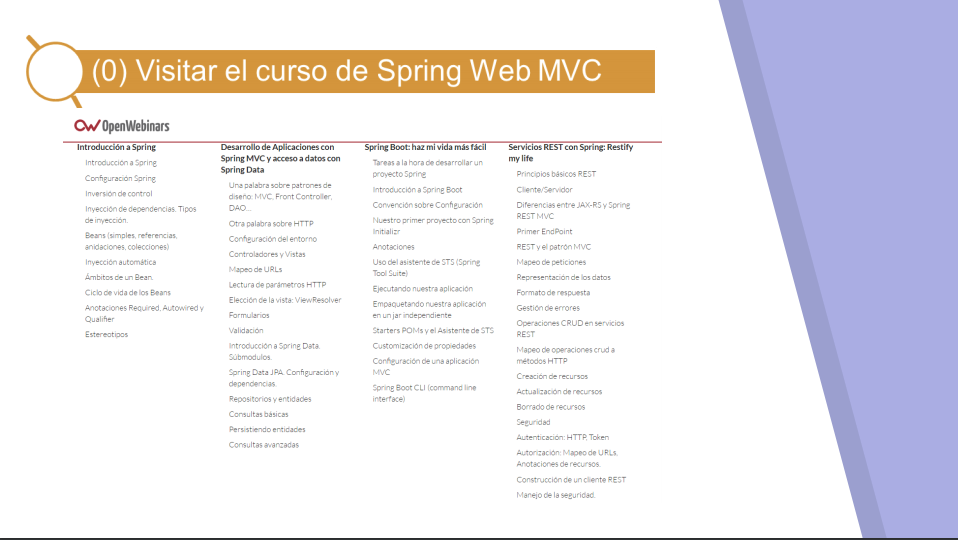 (0) Visitar el curso de Spring Web MVC
OpenWebinars
Introducción a Spring
Introducción a Spring
Configuración Spring
Inversión de control
Inyección de dependencias. Tipos
de inyección.
Beans (simples, referencias,
anidaciones, colecciones)
Inyección automática
Ámbitos de un Bean.
Ciclo de vida de los Beans
Anotaciones Required, Autowired y
Qualifier
Estereotipos
Desarrollo de Aplicaciones con
Spring MVC y acceso a datos con
Spring Data
Una palabra sobre patrones de
diseño: MVC, Front Controller,
DAO...
Otra palabra sobre HTTP
Configuración del entorno
Controladores y Vistas
Mapeo de URLs
Lectura de parámetros HTTP
Elección de la vista: ViewResolver
Formularios
Validación
Introducción a Spring Data.
Súbmodulos.
Spring Data JPA. Configuración y
dependencias.
Repositorios y entidades
Consultas básicas
Persistiendo entidades
Consultas avanzadas
Spring Boot: haz mi vida más fácil
Tareas a la hora de desarrollar un
proyecto Spring
Introducción a Spring Boot
Convención sobre Configuración
Nuestro primer proyecto con Spring
Initializr
Anotaciones
Uso del asistente de STS (Spring
Tool Suite)
Ejecutando nuestra aplicación
Empaquetando nuestra aplicación
en un jar independiente
Starters POMs y el Asistente de STS
Customización de propiedades
Configuración de una aplicación
MVC
Spring Boot CLI (command line
interface)
Servicios REST con Spring: Restify
my life
Principios básicos REST
Cliente/Servidor
Diferencias entre JAX-RS y Spring
REST MVC
Primer EndPoint
REST y el patrón MVC
Mapeo de peticiones
Representación de los datos
Formato de respuesta
Gestión de errores
Operaciones CRUD en servicios
REST
Mapeo de operaciones crud a
métodos HTTP
Creación de recursos
Actualización de recursos
Borrado de recursos
Seguridad
Autenticación: HTTP, Token
Autorización: Mapeo de URLs,
Anotaciones de recursos.
Construcción de un cliente REST
Manejo de la seguridad.